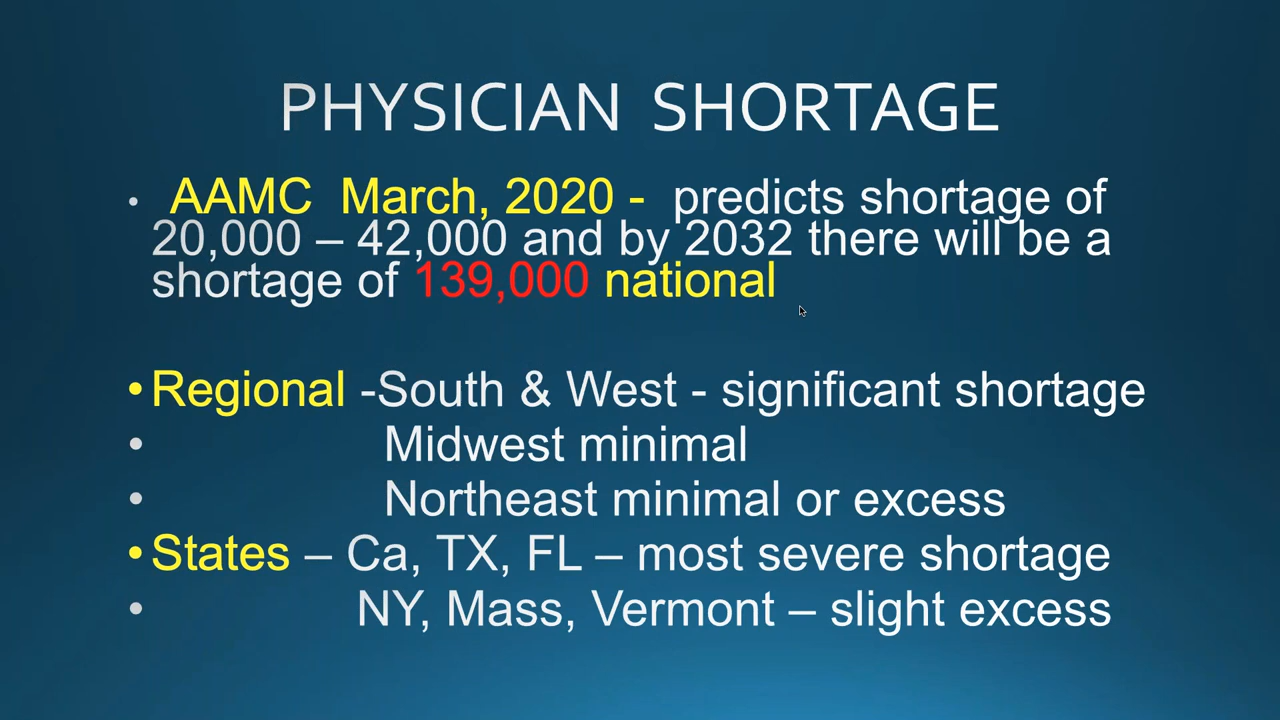 PHYSICIAN SHORTAGE
• AAMC March, 2020 - predicts shortage of
20,000 – 42,000 and by 2032 there will be a
shortage of 139,000 national
• Regional -South & West - significant shortage
• Midwest minimal
• Northeast minimal or excess
• States – Ca, TX, FL – most severe shortage
• NY, Mass, Vermont – slight excess